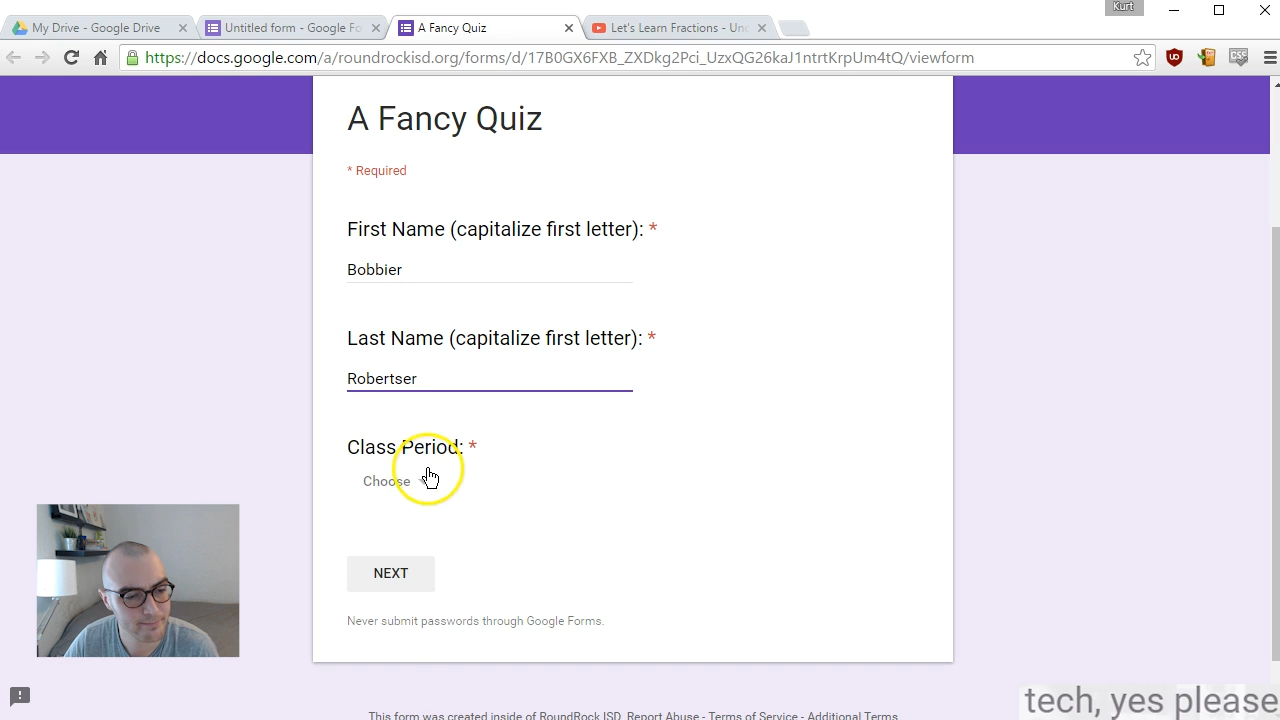 Kurt
My Drive - Google Drive
Untitled form - Google Fo
A Fancy Quiz
Let's Learn Fractions - Unc
https://docs.google.com/a/roundrockisd.org/forms/d/17B0GX6FXB_ZXDkg2Pci_UzxQG26kaJ1ntrtKrpUm4tQ/viewform
CSS
A Fancy Quiz
* Required
First Name (capitalize first letter): *
Bobbier
Last Name (capitalize first letter): *
Robertser
Class Period: *
Choose
NEXT
Never submit passwords through Google Forms.
tech, yes please
This form was created inside of RoundRock ISD. Report Abuse - Terms of Service - Additional Terms